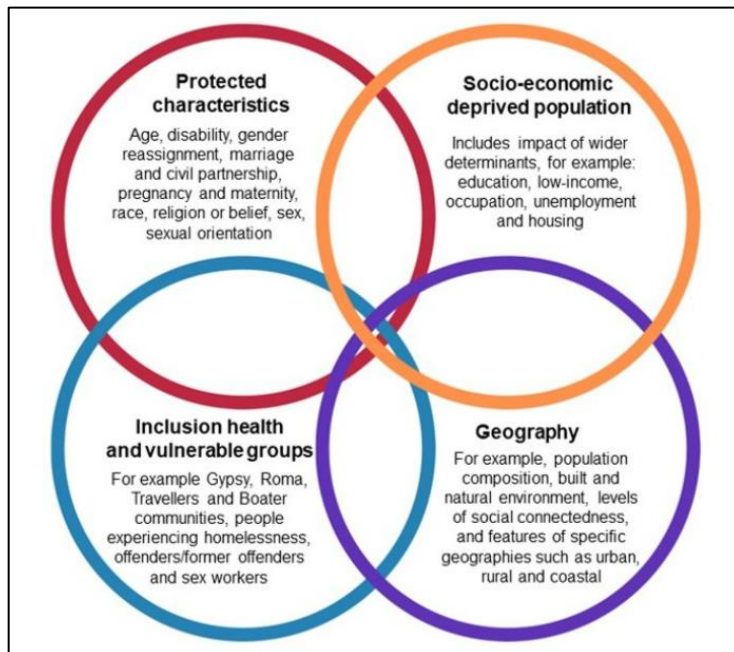 Protected
characteristics
Age, disability, gender
reassignment, marriage
and civil partnership,
pregnancy and maternity,
race, religion or belief, sex,
sexual orientation
Socio-economic
deprived population
Includes impact of wider
determinants, for example:
education, low-income,
occupation, unemployment
and housing
Inclusion health
and vulnerable groups
For example Gypsy, Roma,
Travellers and Boater
communities, people
experiencing homelessness,
offenders/former offenders
and sex workers
Geography
For example, population
composition, built and
natural environment, levels
of social connectedness,
and features of specific
geographies such as urban,
rural and coastal